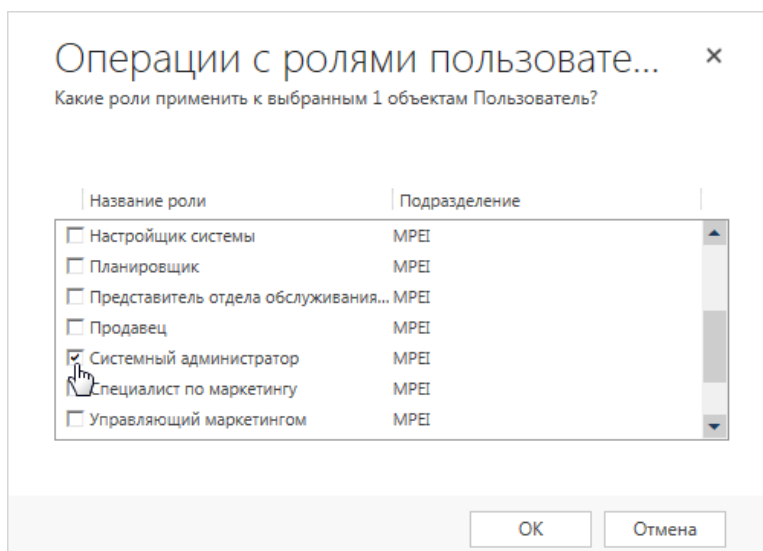 Операции с ролями пользовате...
Какие роли применить к выбранным 1 объектам Пользователь?
Название роли Подразделение
Настройщик системы MPEI
Планировщик MPEI
Представитель отдела обслуживания... MPEI
Продавец MPEI
Системный администратор MPEI
Специалист по маркетингу MPEI
Управляющий маркетингом MPEI
ОК Отмена